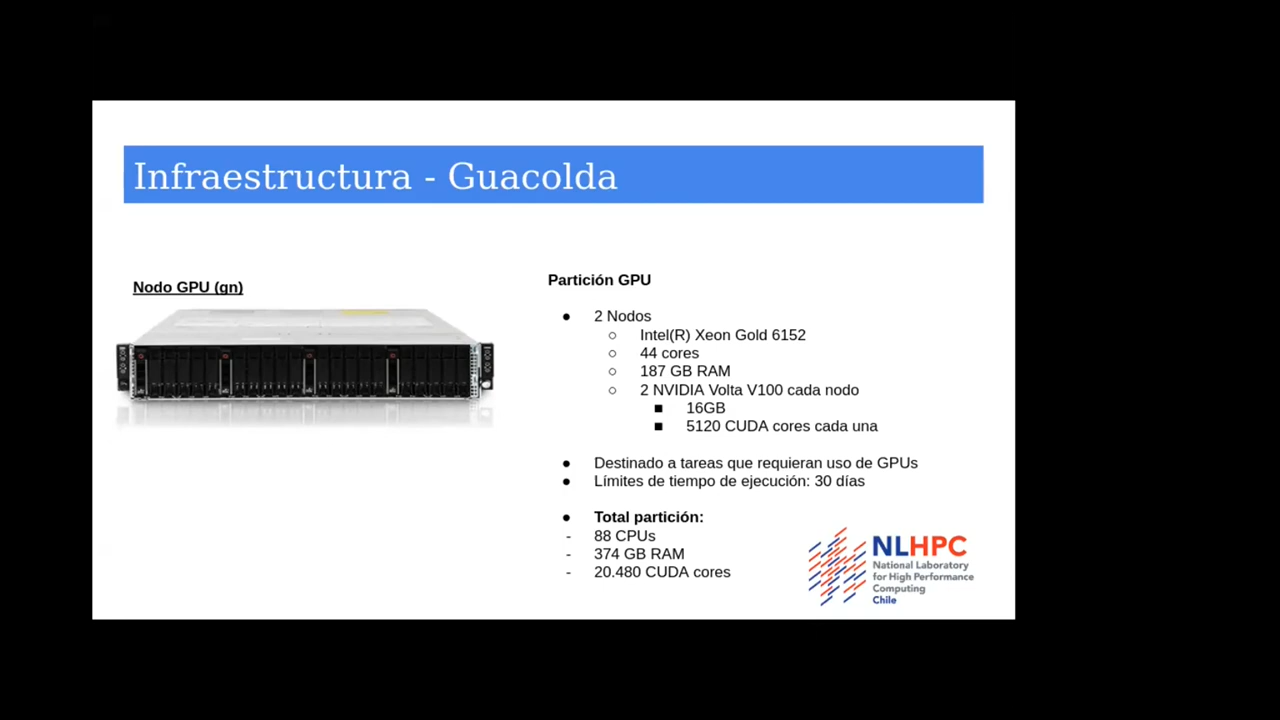 Infraestructura - Guacolda
Nodo GPU (gn)
Partición GPU
● 2 Nodos
○ Intel(R) Xeon Gold 6152
○ 44 cores
○ 187 GB RAM
○ 2 NVIDIA Volta V100 cada nodo
■ 16GB
■ 5120 CUDA cores cada una
● Destinado a tareas que requieran uso de GPUs
● Límites de tiempo de ejecución: 30 días
● Total partición:
- 88 CPUs
- 374 GB RAM
- 20.480 CUDA cores
NLHPC
National Laboratory
for High Performance
Computing
Chile